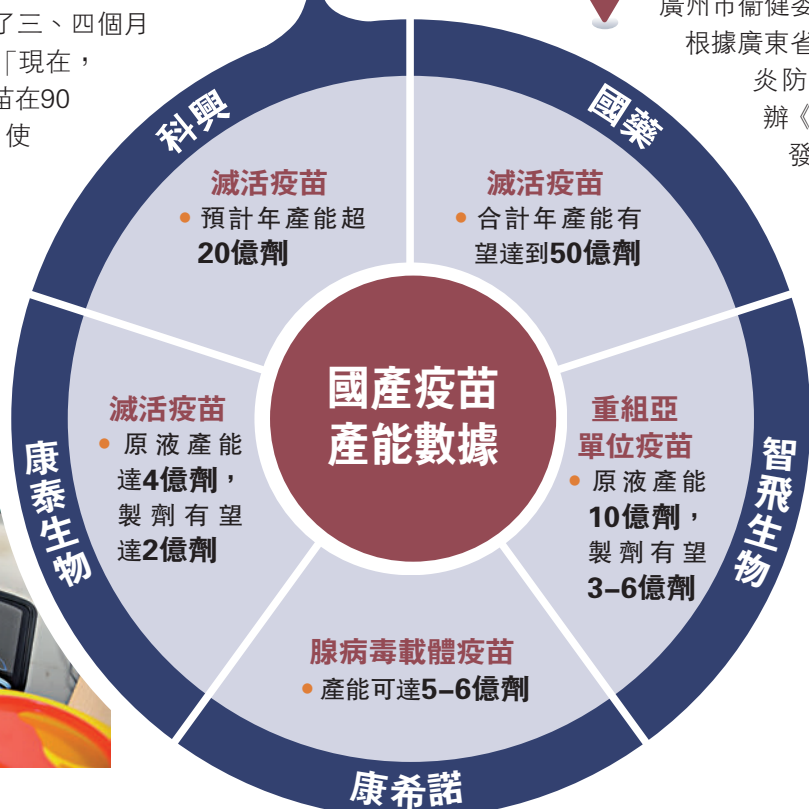 了三、四個月
「現在，
苗在90
使
廣州市衞健委
根據廣東省
炎防
辦《
發
科興
滅活疫苗
• 預計年產能超
20億劑
國藥
滅活疫苗
• 合計年產能有
望達到50億劑
國產疫苗
產能數據
康泰生物
滅活疫苗
• 原液產能
達4億劑，
製劑有望
達2億劑
智飛生物
重組亞
單位疫苗
• 原液產能
10億劑，
製劑有望
3–6億劑
腺病毒載體疫苗
• 產能可達5–6億劑
康希諾